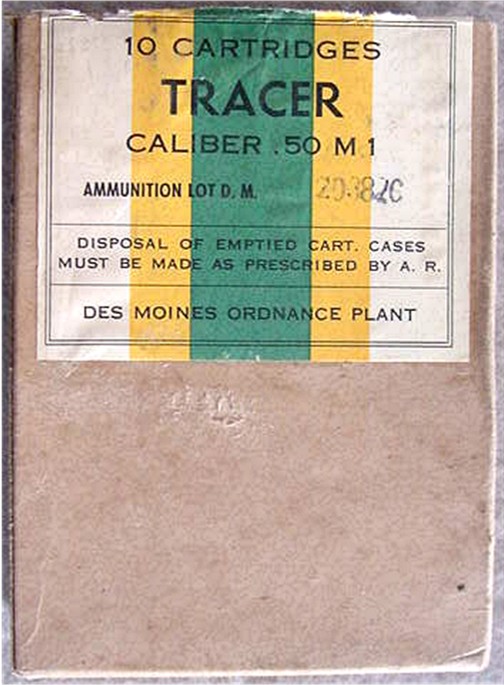 10 CARTRIDGES
TRACER
CALIBER .50 M1
AMMUNITION LOT D. M.
DISPOSAL OF EMPTIED CART. CASES
MUST BE MADE AS PRESCRIBED BY A. R.
DES MOINES ORDNANCE PLANT